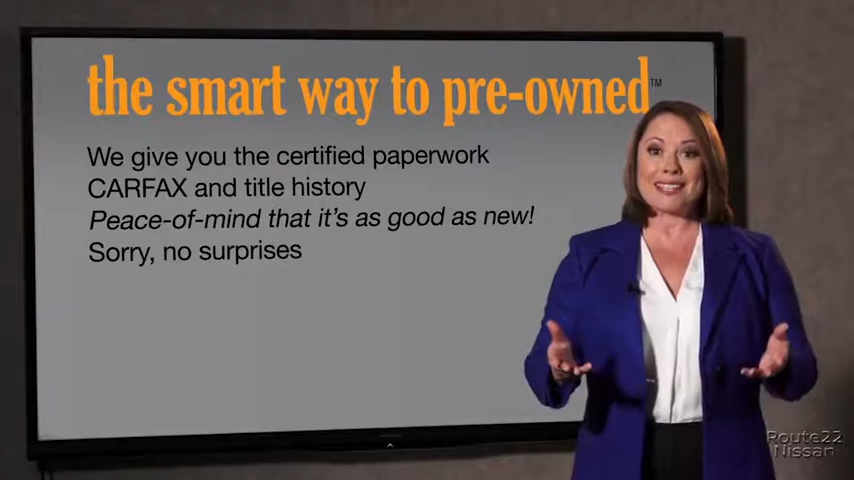 the smart way to pre-owned™
We give you the certified paperwork
CARFAX and title history
Peace-of-mind that it's as good as new!
Sorry, no surprises
Route22
Nissan